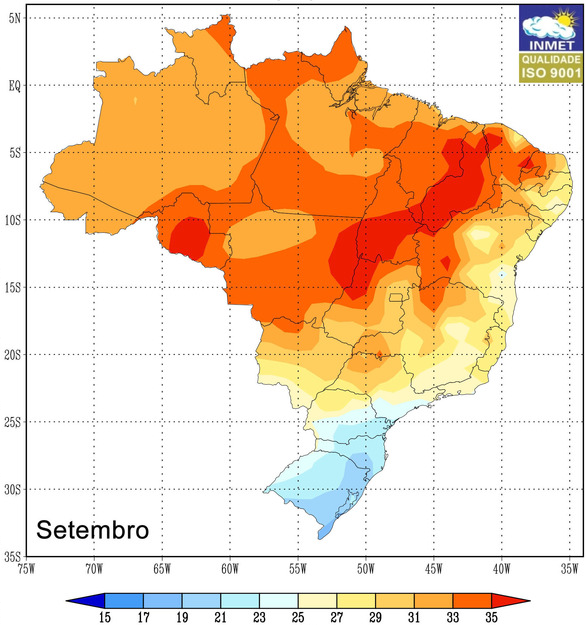 5N
INMET
QUALIDADE
ISO 9001
EQ
5S
10S
15S
20S
25S
30S
Setembro
35S
75W 70W 65W 60W 55W 50W 45W 40W 35W
15 17 19 21 23 25 27 29 31 33 35